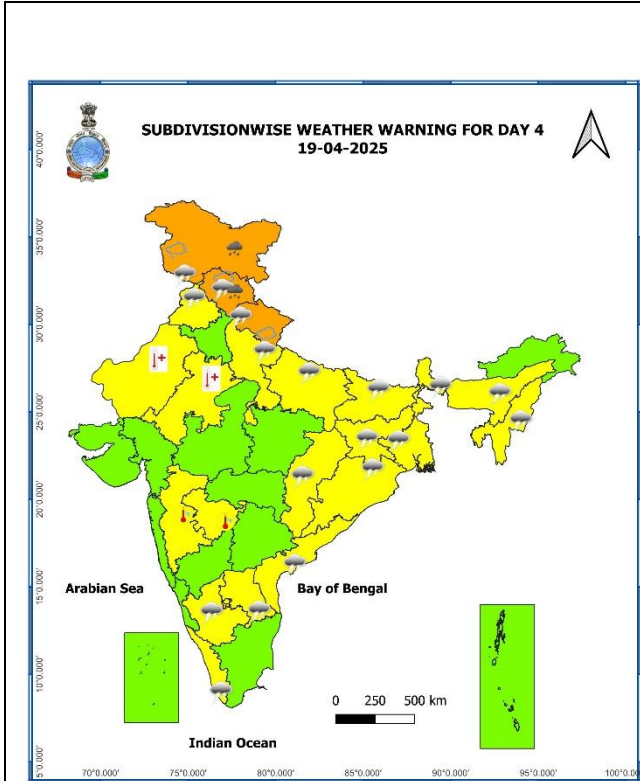 SUBDIVISIONWISE WEATHER WARNING FOR DAY 4
19-04-2025
40°0.000'
35°0.000'
30°0.000'
25°0.000'
20°0.000'
15°0.000'
10°0.000'
5°0.000'
Arabian Sea
Bay of Bengal
0 250 500 km
Indian Ocean
70°0.000' 75°0.000' 80°0.000' 85°0.000' 90°0.000' 95°0.000' 100°0.0